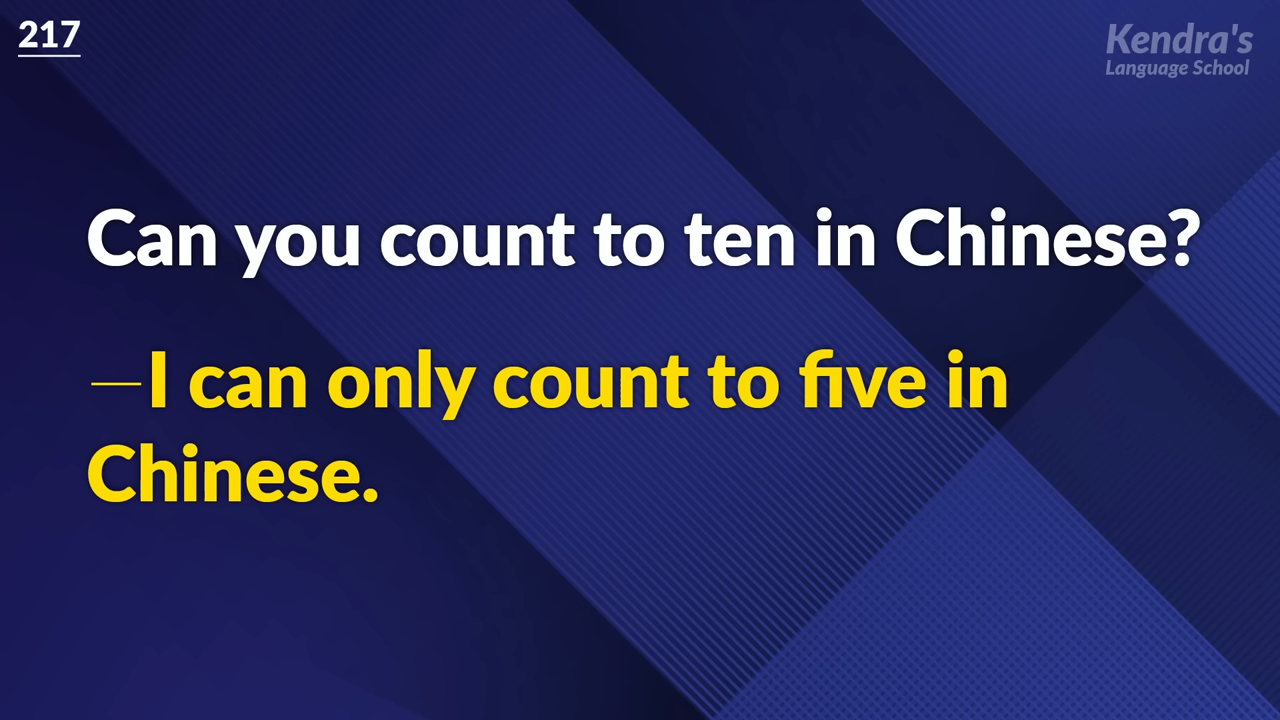 217
Kendra's
Language School
Can you count to ten in Chinese?
—I can only count to five in
Chinese.